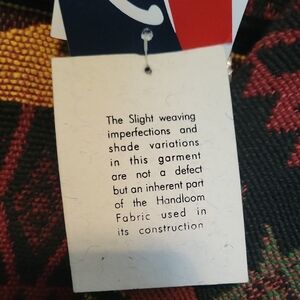 The Slight weaving
imperfections and
shade variations
in this garment
are not a defect
but an inherent part
of the Handloom
Fabric used in
its construction